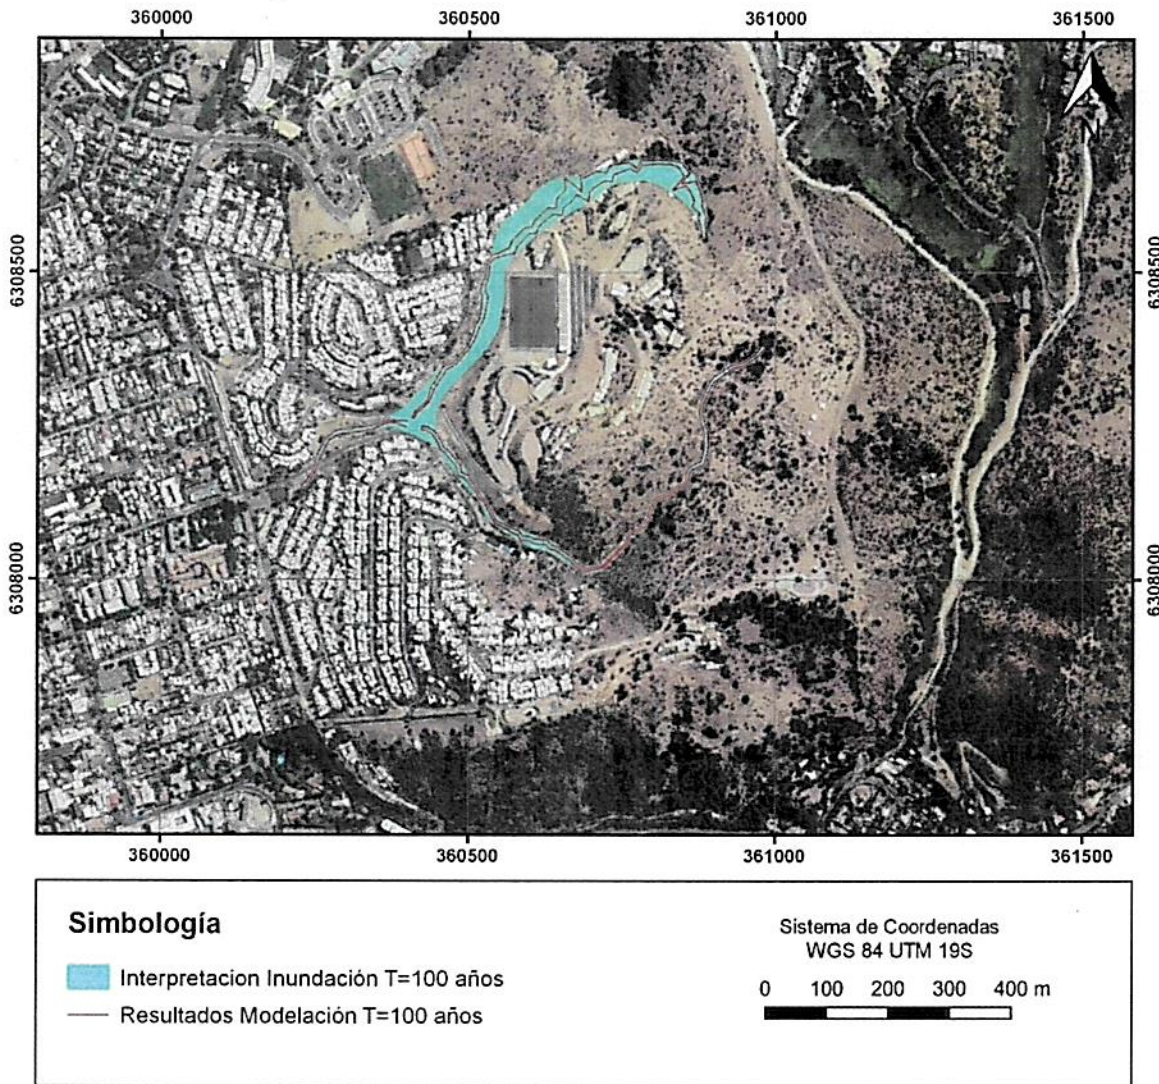 360000 360500 361000 361500
6308500 6308500
6308000 6308000
N
360000 360500 361000 361500
Simbología
Interpretacion Inundación T=100 años
Resultados Modelación T=100 años
Sistema de Coordenadas
WGS 84 UTM 19S
0 100 200 300 400 m